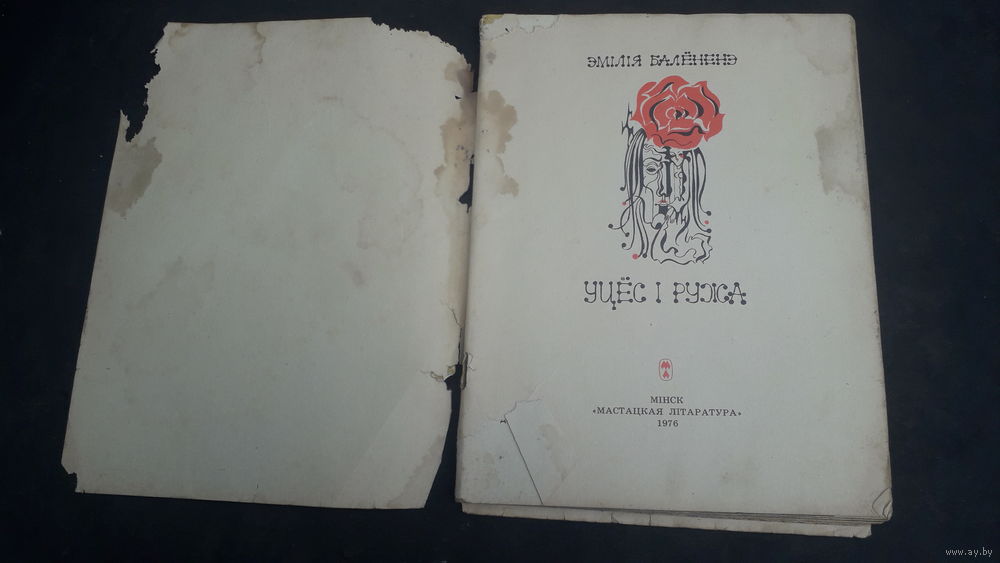 ЭМІЛІЯ БАЛЁНЕНЭ
УЦЁС І РУЖА
МІНСК
«МАСТАЦКАЯ ЛІТАРАТУРА»
1976
www.ay.by